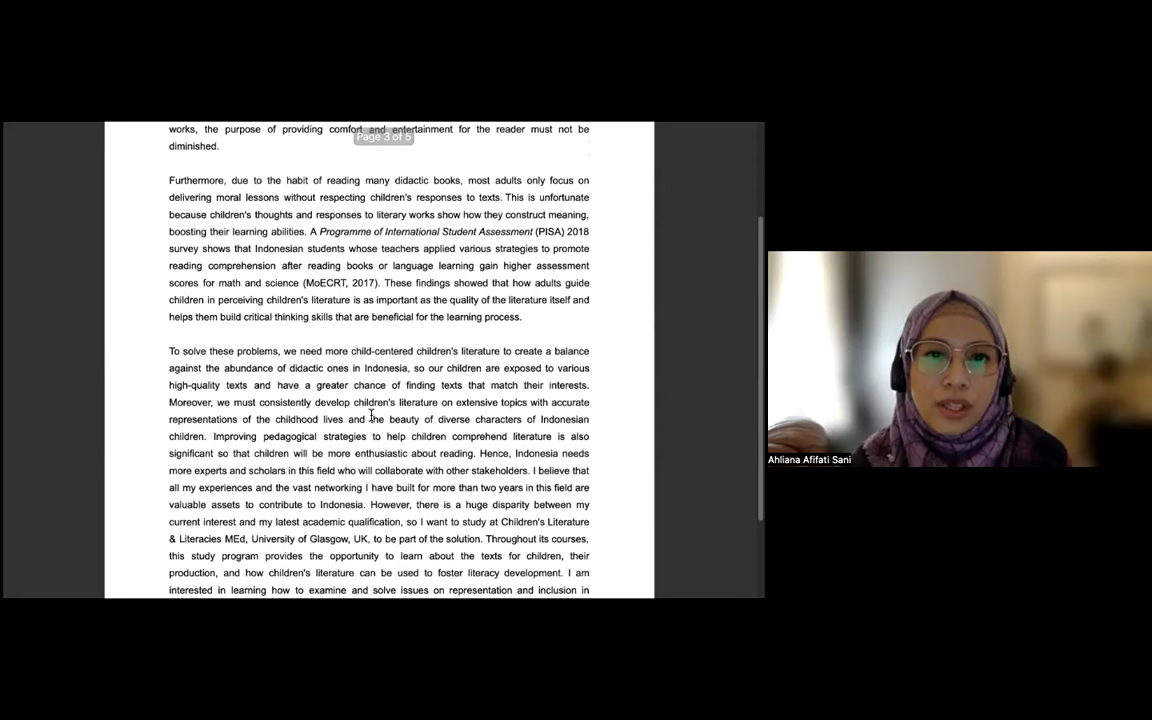 works, the purpose of providing comfort and entertainment for the reader must not be
Page 3 of 5
diminished.
Furthermore, due to the habit of reading many didactic books, most adults only focus on
delivering moral lessons without respecting children's responses to texts. This is unfortunate
because children's thoughts and responses to literary works show how they construct meaning,
boosting their learning abilities. A Programme of International Student Assessment (PISA) 2018
survey shows that Indonesian students whose teachers applied various strategies to promote
reading comprehension after reading books or language learning gain higher assessment
scores for math and science (MoECRT, 2017). These findings showed that how adults guide
children in perceiving children's literature is as important as the quality of the literature itself and
helps them build critical thinking skills that are beneficial for the learning process.
To solve these problems, we need more child-centered children's literature to create a balance
against the abundance of didactic ones in Indonesia, so our children are exposed to various
high-quality texts and have a greater chance of finding texts that match their interests.
Moreover, we must consistently develop children's literature on extensive topics with accurate
representations of the childhood lives and the beauty of diverse characters of Indonesian
children. Improving pedagogical strategies to help children comprehend literature is also
significant so that children will be more enthusiastic about reading. Hence, Indonesia needs
more experts and scholars in this field who will collaborate with other stakeholders. I believe that
all my experiences and the vast networking I have built for more than two years in this field are
valuable assets to contribute to Indonesia. However, there is a huge disparity between my
current interest and my latest academic qualification, so I want to study at Children's Literature
& Literacies MEd, University of Glasgow, UK, to be part of the solution. Throughout its courses,
this study program provides the opportunity to learn about the texts for children, their
production, and how children's literature can be used to foster literacy development. I am
interested in learning how to examine and solve issues on representation and inclusion in
Ahliana Afifati Sani